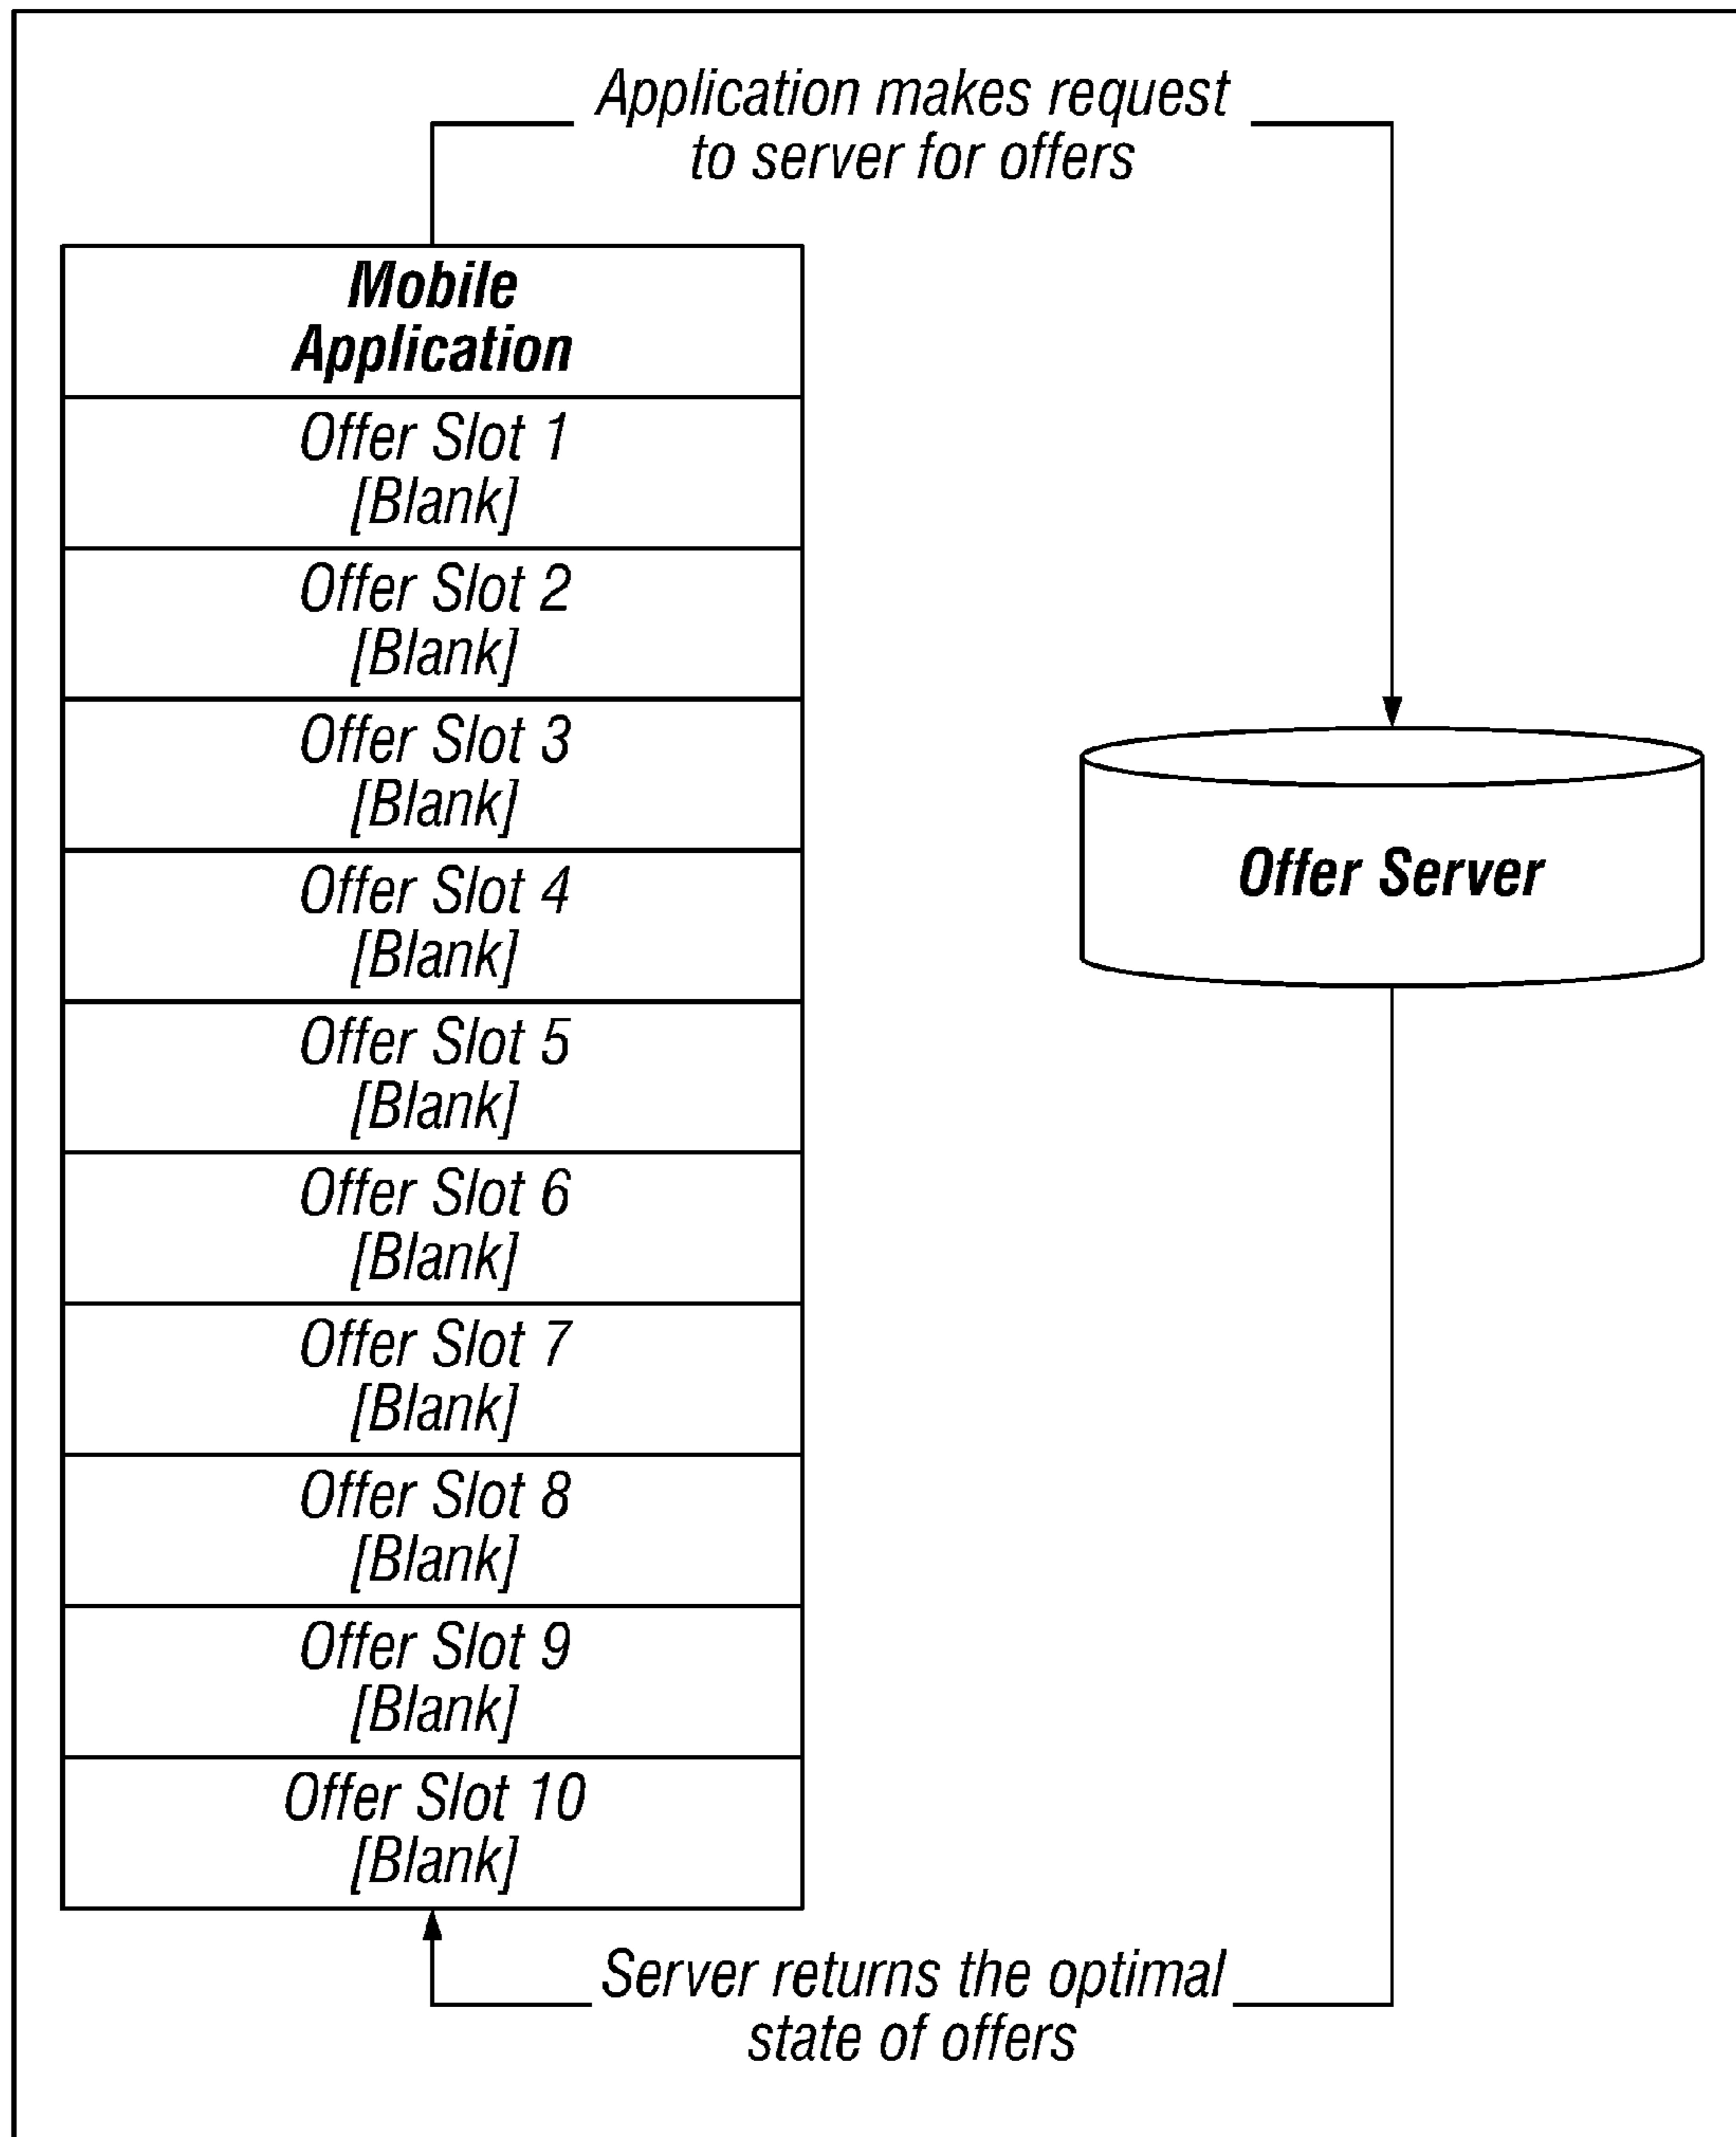 Application makes request
to server for offers
Mobile
Application
Offer Slot 1
[Blank]
Offer Slot 2
[Blank]
Offer Slot 3
[Blank]
Offer Slot 4
[Blank]
Offer Slot 5
[Blank]
Offer Slot 6
[Blank]
Offer Slot 7
[Blank]
Offer Slot 8
[Blank]
Offer Slot 9
[Blank]
Offer Slot 10
[Blank]
Offer Server
Server returns the optimal
state of offers